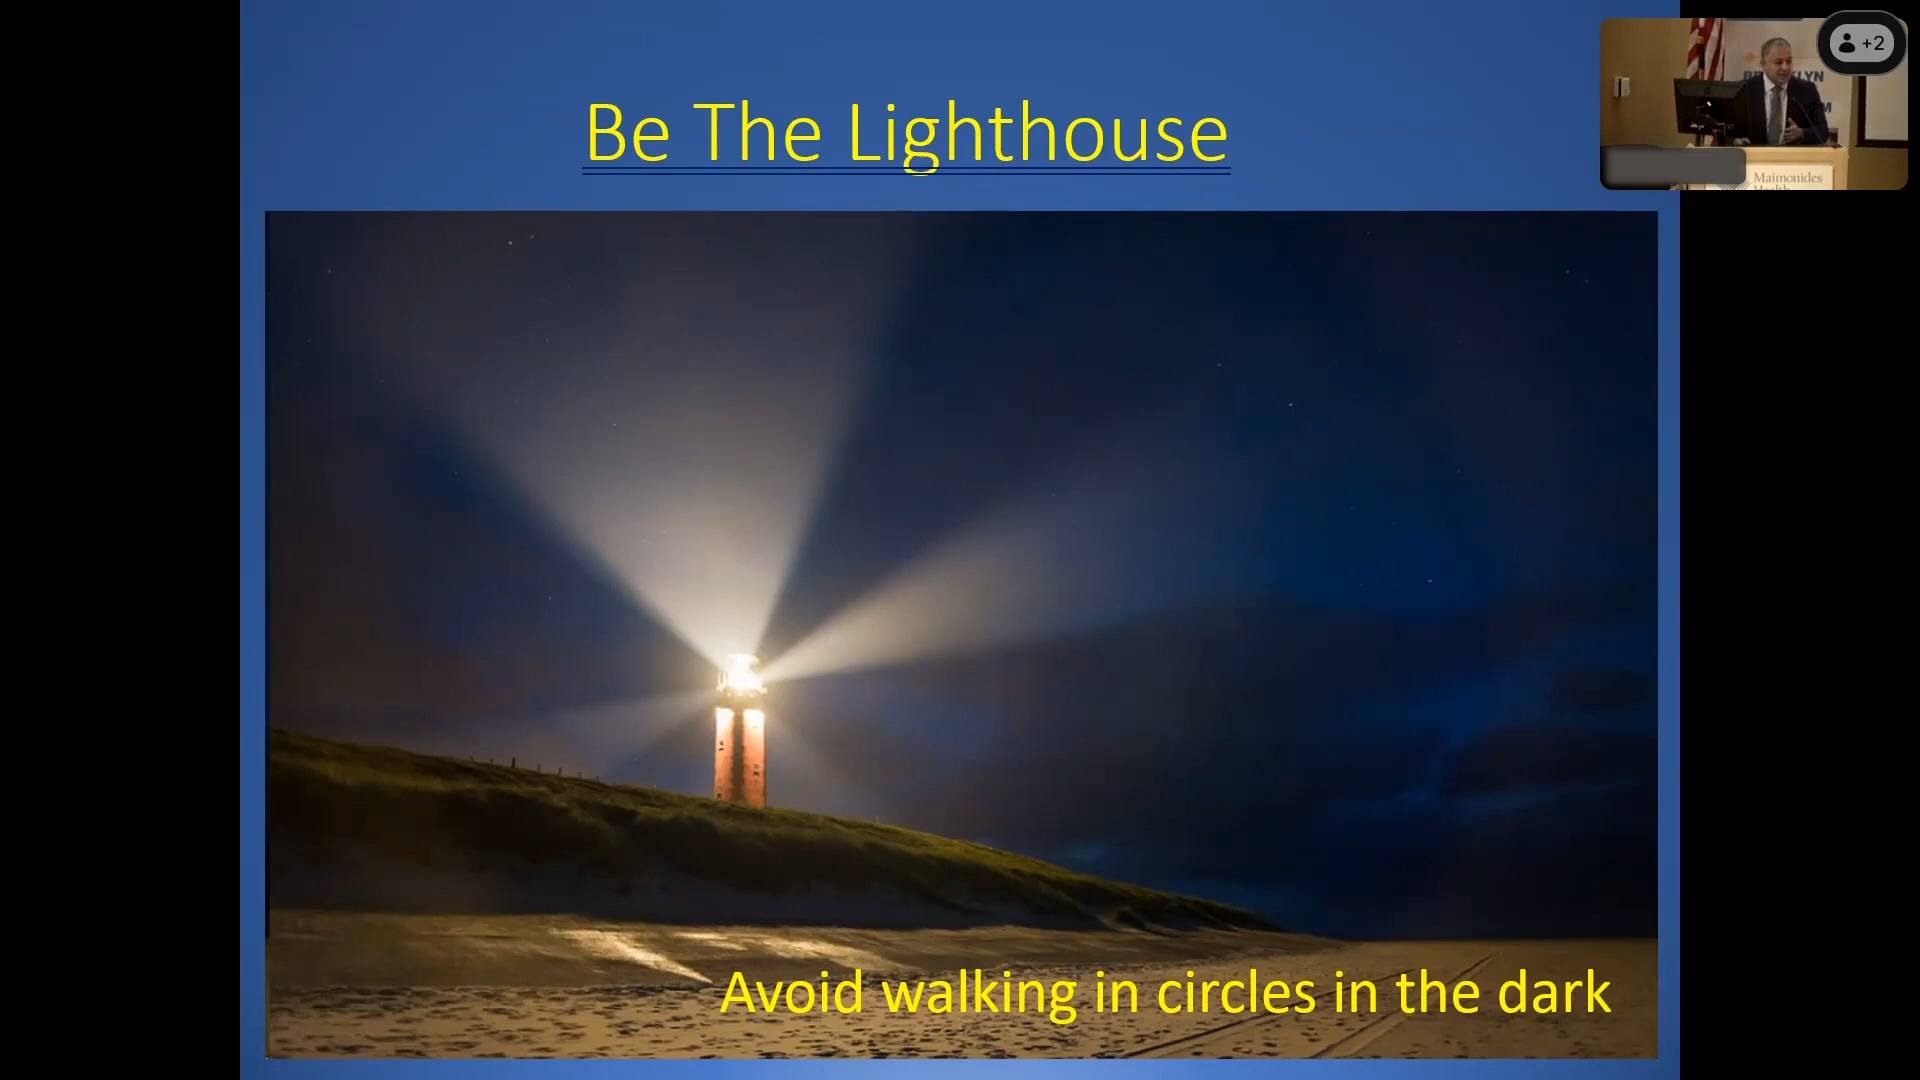 Be The Lighthouse
+2
Maimonides
Avoid walking in circles in the dark